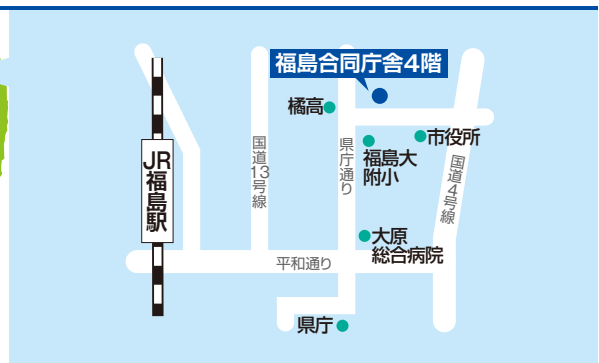 福島合同庁舎4階
橘高
市役所
国道13号線
県庁通り
福島大
附小
国道4号線
JR
福島駅
大原
総合病院
平和通り
県庁